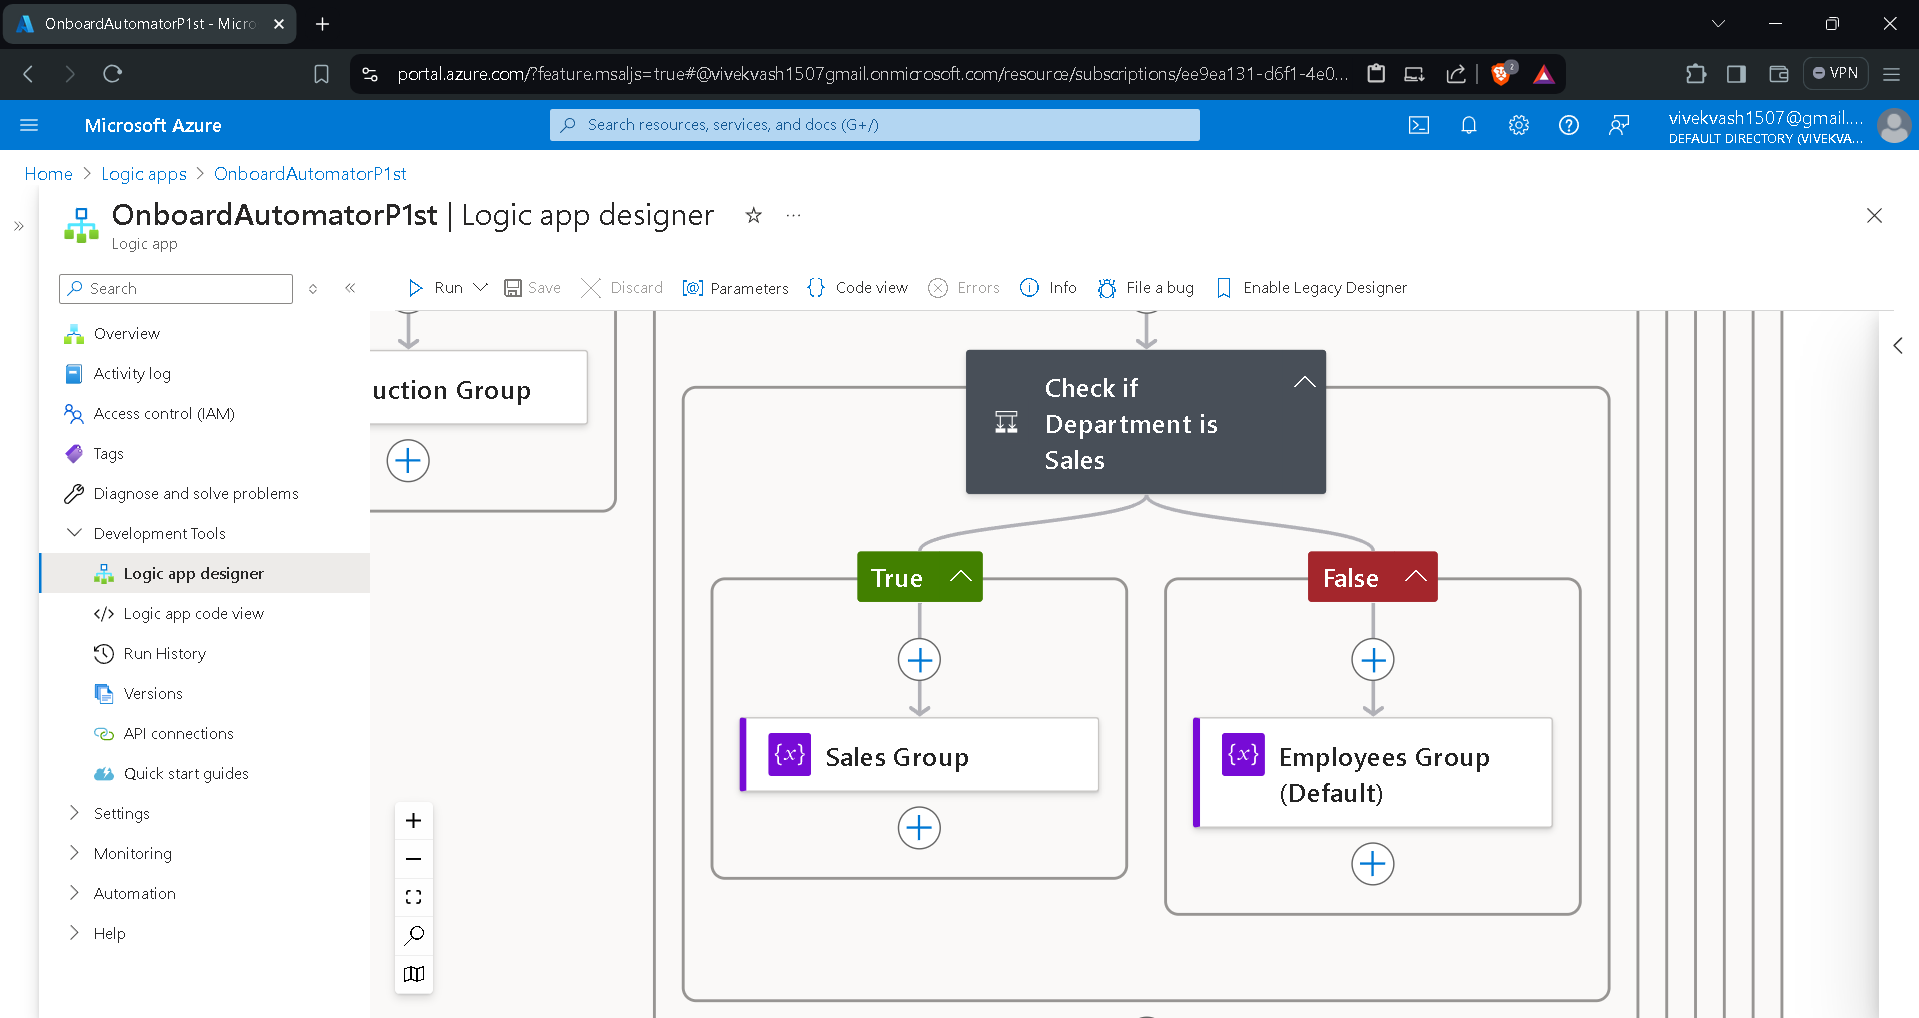 OnboardAutomatorP1st - Micro
portal.azure.com/?feature.msaljs=true#@vivekvash1507gmail.onmicrosoft.com/resource/subscriptions/ee9ea131-d6f1-4e0...
2
VPN
Microsoft Azure
Search resources, services, and docs (G+/)
vivekvash1507@gmail....
DEFAULT DIRECTORY (VIVEKVA...
Home > Logic apps > OnboardAutomatorP1st
OnboardAutomatorP1st | Logic app designer
Logic app
Search
Run
Save
Discard
Parameters
Code view
Errors
Info
File a bug
Enable Legacy Designer
Overview
Activity log
Access control (IAM)
Tags
Diagnose and solve problems
Development Tools
Logic app designer
Logic app code view
Run History
Versions
API connections
Quick start guides
Settings
Monitoring
Automation
Help
uction Group
Check if
Department is
Sales
True
False
{x} Sales Group
{x} Employees Group
(Default)